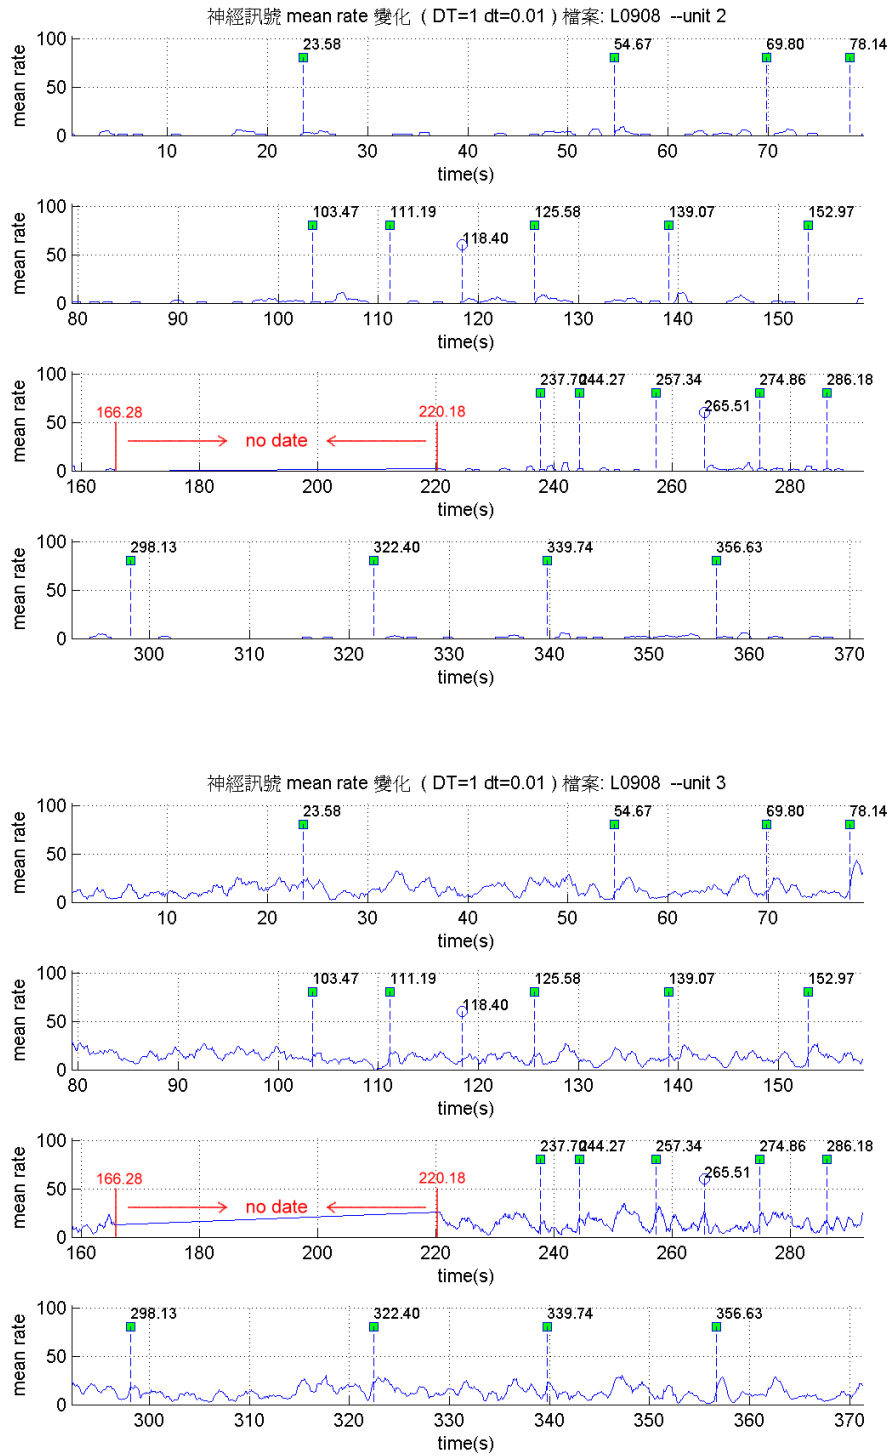 神經訊號 mean rate 變化 ( DT=1 dt=0.01 ) 檔案: L0908 --unit 2
100
50
0
mean rate
23.58 54.67 69.80 78.14
10 20 30 40 50 60 70
time(s)
100
50
0
mean rate
103.47 111.19 118.40 125.58 139.07 152.97
80 90 100 110 120 130 140 150
time(s)
100
50
0
mean rate
166.28 no date 220.18 237.70 244.27 257.34 265.51 274.86 286.18
160 180 200 220 240 260 280
time(s)
100
50
0
mean rate
298.13 322.40 339.74 356.63
300 310 320 330 340 350 360 370
time(s)
神經訊號 mean rate 變化 ( DT=1 dt=0.01 ) 檔案: L0908 --unit 3
100
50
0
mean rate
23.58 54.67 69.80 78.14
10 20 30 40 50 60 70
time(s)
100
50
0
mean rate
103.47 111.19 118.40 125.58 139.07 152.97
80 90 100 110 120 130 140 150
time(s)
100
50
0
mean rate
166.28 no date 220.18 237.70 244.27 257.34 265.51 274.86 286.18
160 180 200 220 240 260 280
time(s)
100
50
0
mean rate
298.13 322.40 339.74 356.63
300 310 320 330 340 350 360 370
time(s)